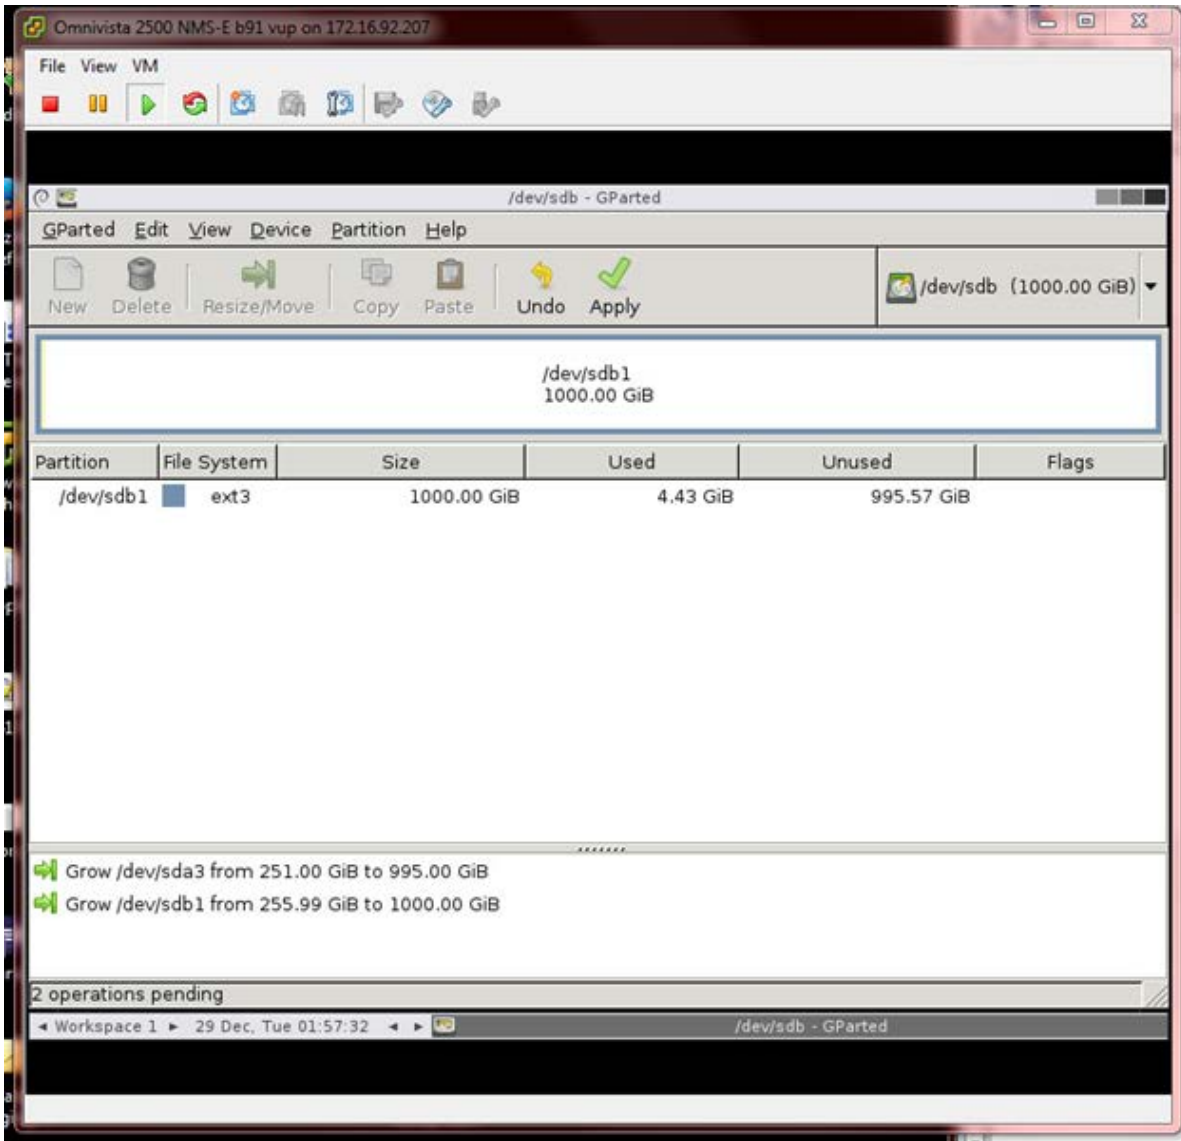 Omnivista 2500 NMS-E b91 vup on 172.16.92.207
File View VM
/dev/sdb - GParted
GParted Edit View Device Partition Help
New Delete Resize/Move Copy Paste Undo Apply /dev/sdb (1000.00 GiB)
/dev/sdb1
1000.00 GiB
Partition File System Size Used Unused Flags
/dev/sdb1 ext3 1000.00 GiB 4.43 GiB 995.57 GiB
Grow /dev/sda3 from 251.00 GiB to 995.00 GiB
Grow /dev/sdb1 from 255.99 GiB to 1000.00 GiB
2 operations pending
Workspace 1 29 Dec, Tue 01:57:32 /dev/sdb - GParted